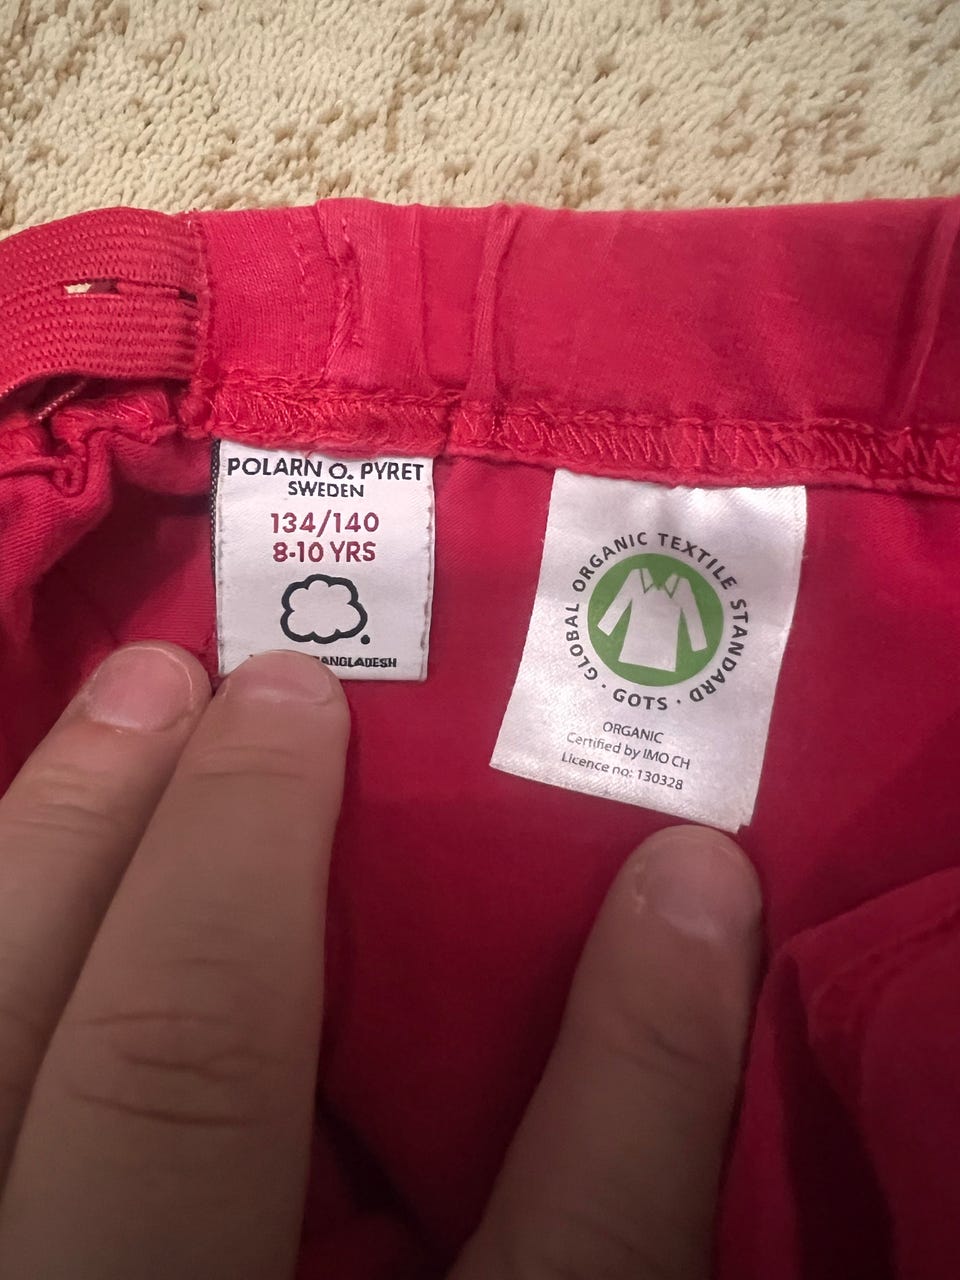 POLARN O. PYRET
SWEDEN
134/140
8-10 YRS
GLOBAL ORGANIC TEXTILE STANDARD · GOTS ·
ORGANIC
Certified by IMO CH
Licence no: 130328